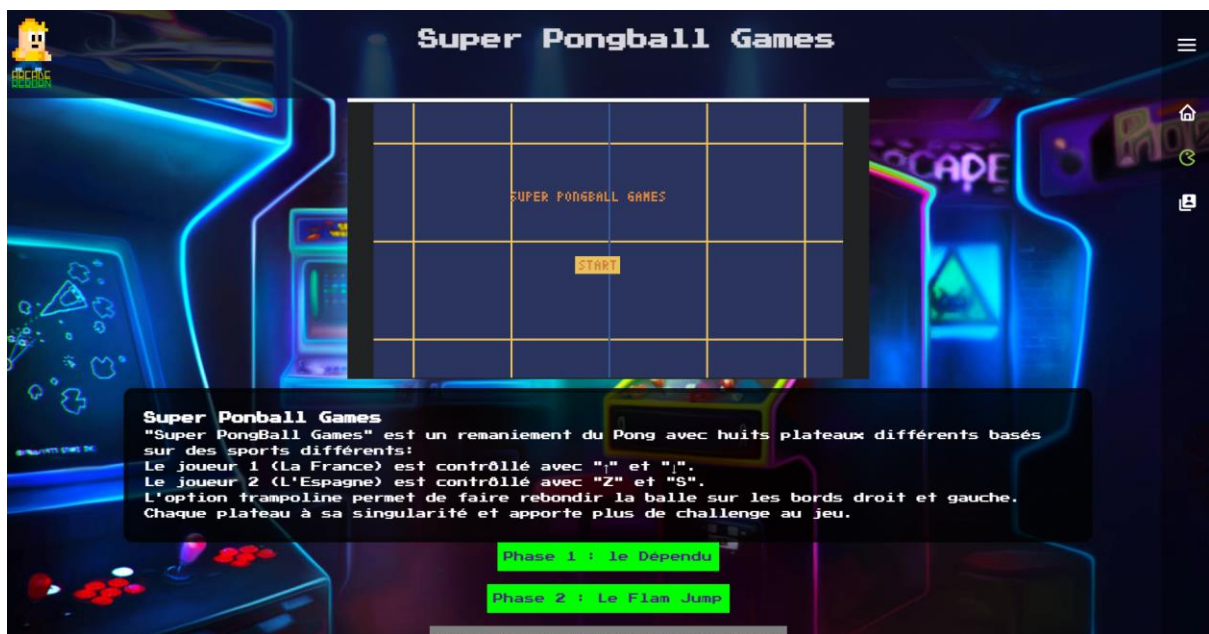 Super Pongball Games
ARCADE
REBORN
SUPER PONGBALL GAMES
START
Super Ponball Games
"Super PongBall Games" est un remaniement du Pong avec huits plateaux différents basés
sur des sports différents:
Le joueur 1 (La France) est contrôllé avec "↑" et "↓".
Le joueur 2 (L'Espagne) est contrôllé avec "Z" et "S".
L'option trampoline permet de faire rebondir la balle sur les bords droit et gauche.
Chaque plateau à sa singularité et apporte plus de challenge au jeu.
Phase 1 : le Dépendu
Phase 2 : Le Flam Jump